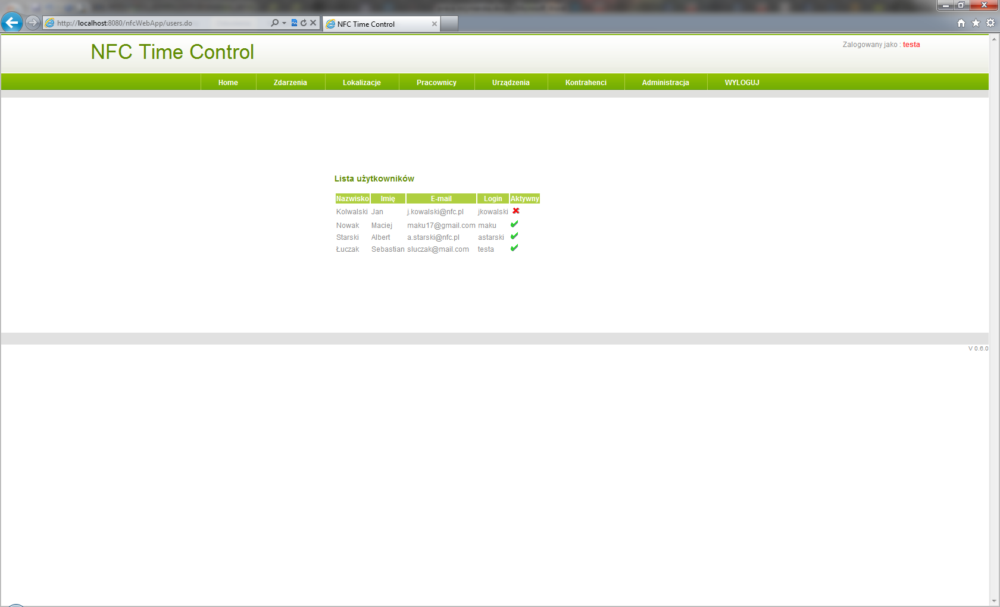 http://localhost:8080/nfcWebApp/users.do
NFC Time Control
NFC Time Control
Zalogowany jako : testa
Home Zdarzenia Lokalizacje Pracownicy Urządzenia Kontrahenci Administracja WYLOGUJ
Lista użytkowników
Nazwisko Imię E-mail Login Aktywny
Kolwalski Jan j.kowalski@nfc.pl jkowalski
Nowak Maciej maku17@gmail.com maku
Starski Albert a.starski@nfc.pl astarski
Łuczak Sebastian sluczak@mail.com testa
V 0.6.0